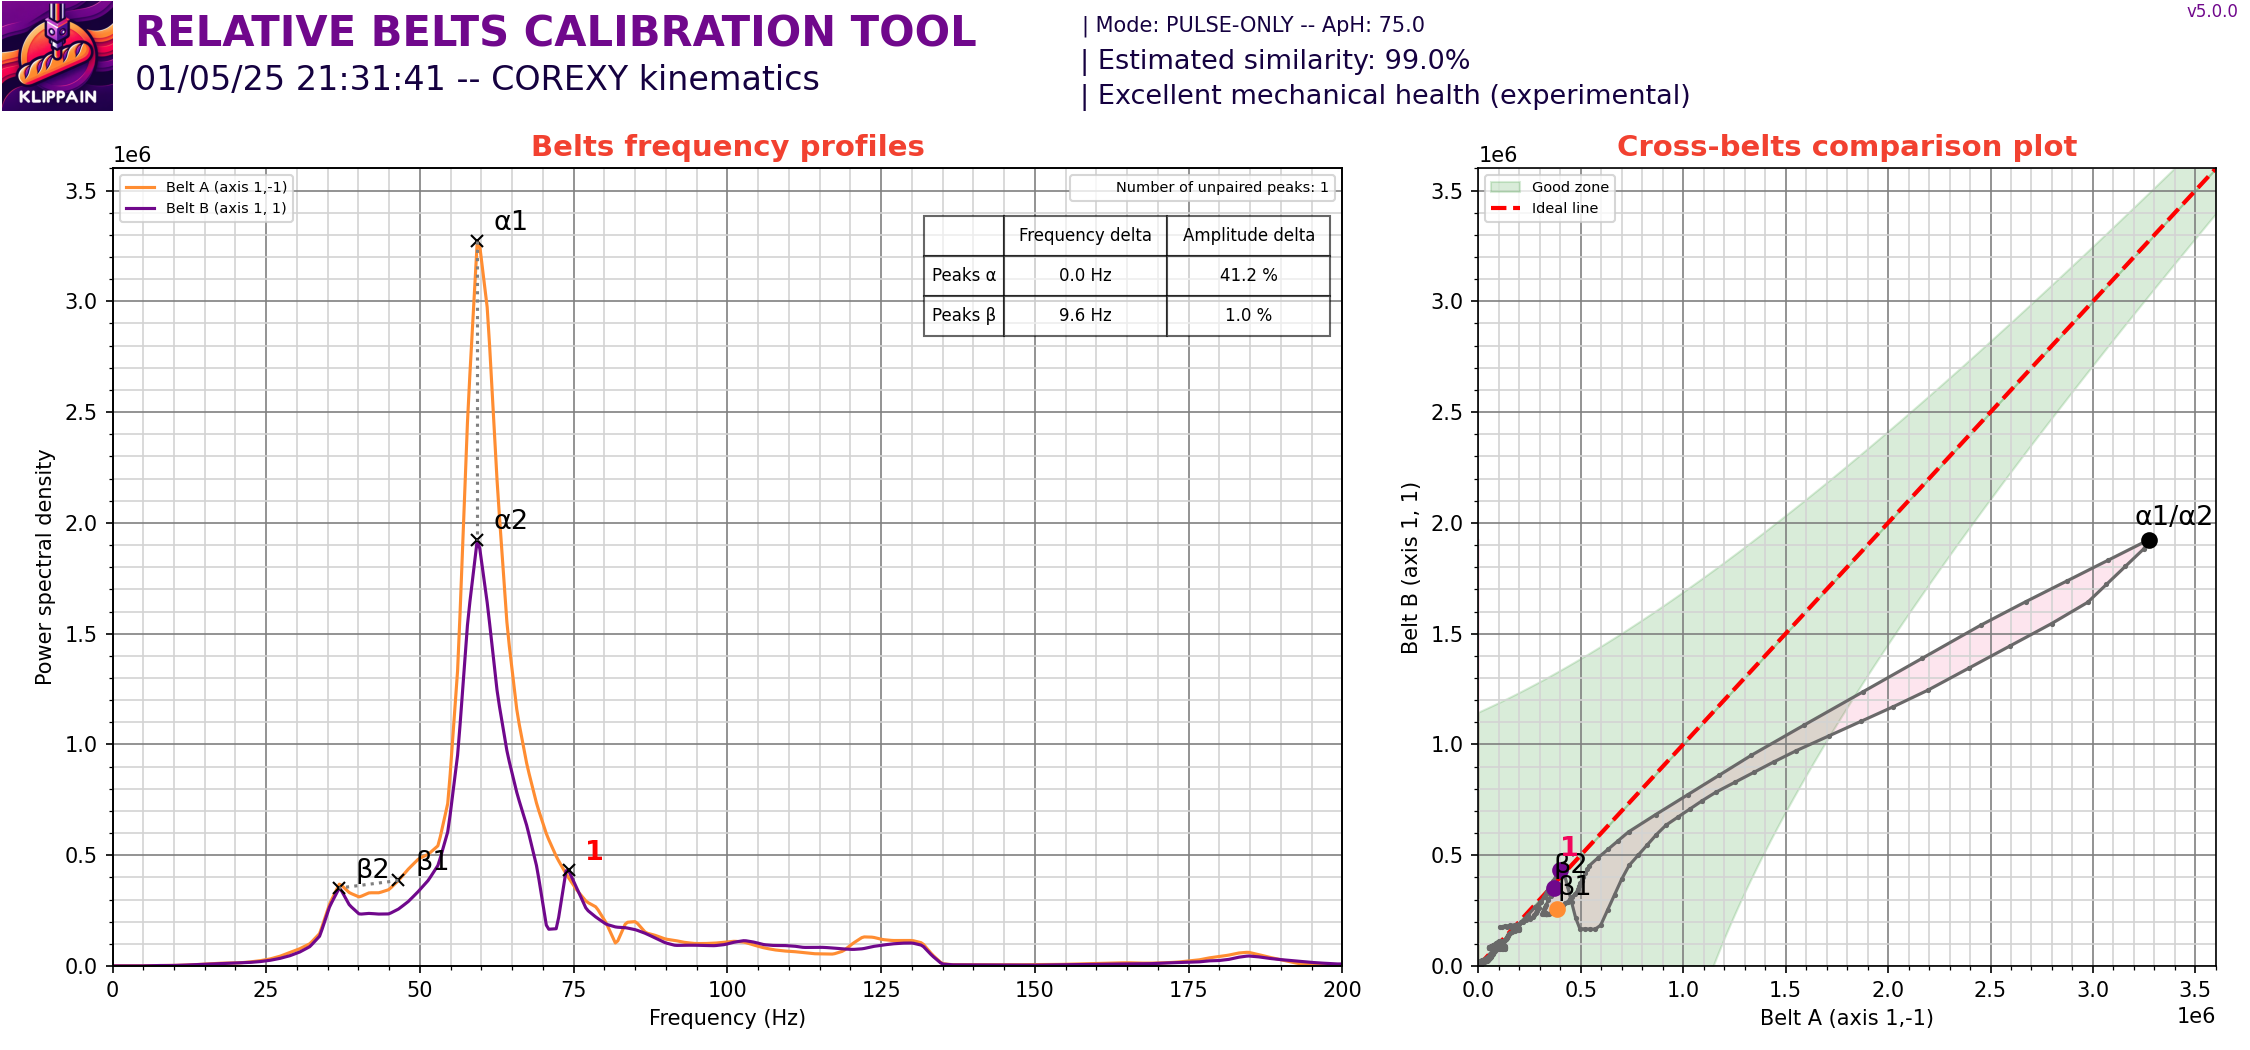 KLIPPAIN
RELATIVE BELTS CALIBRATION TOOL
01/05/25 21:31:41 -- COREXY kinematics
| Mode: PULSE-ONLY -- ApH: 75.0
| Estimated similarity: 99.0%
| Excellent mechanical health (experimental)
v5.0.0
Belts frequency profiles
1e6
Belt A (axis 1,-1)
Belt B (axis 1, 1)
Number of unpaired peaks: 1
Frequency delta Amplitude delta
Peaks α 0.0 Hz 41.2 %
Peaks β 9.6 Hz 1.0 %
α1
α2
β2
β1
1
Power spectral density
3.5
3.0
2.5
2.0
1.5
1.0
0.5
0.0
0 25 50 75 100 125 150 175 200
Frequency (Hz)
Cross-belts comparison plot
1e6
Good zone
Ideal line
α1/α2
1
β2
β1
Belt B (axis 1, 1)
3.5
3.0
2.5
2.0
1.5
1.0
0.5
0.0
0.0 0.5 1.0 1.5 2.0 2.5 3.0 3.5
Belt A (axis 1,-1)
1e6